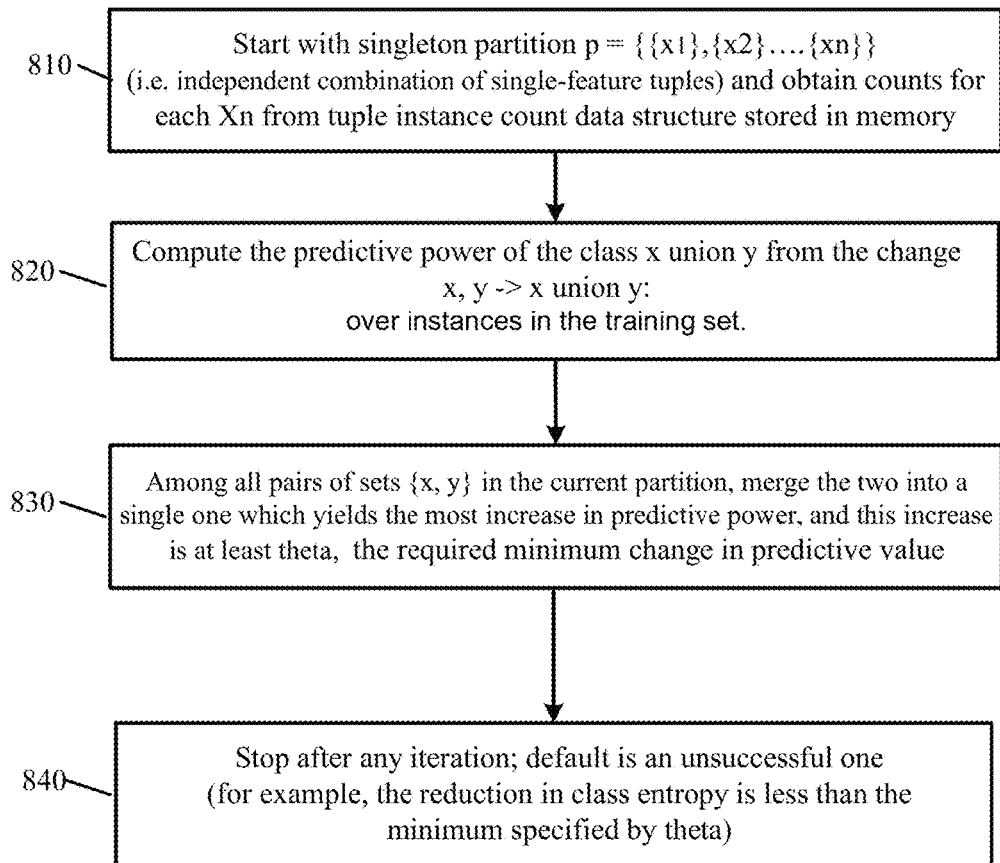 810
Start with singleton partition p = {{x1},{x2}....{xn}}
(i.e. independent combination of single-feature tuples) and obtain counts for
each Xn from tuple instance count data structure stored in memory
820
Compute the predictive power of the class x union y from the change
x, y -> x union y:
over instances in the training set.
830
Among all pairs of sets {x, y} in the current partition, merge the two into a
single one which yields the most increase in predictive power, and this increase
is at least theta, the required minimum change in predictive value
840
Stop after any iteration; default is an unsuccessful one
(for example, the reduction in class entropy is less than the
minimum specified by theta)